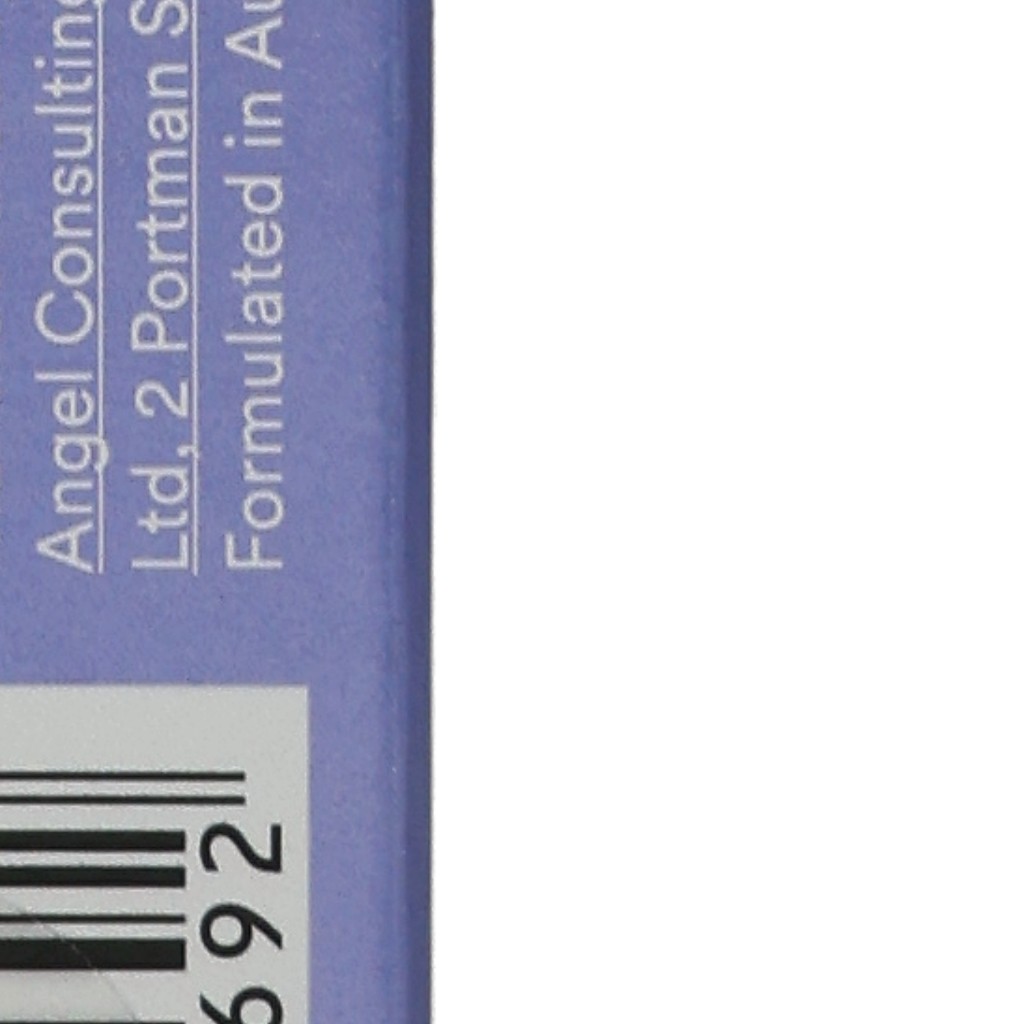 Angel Consulting
Ltd, 2 Portman S
Formulated in Au
692